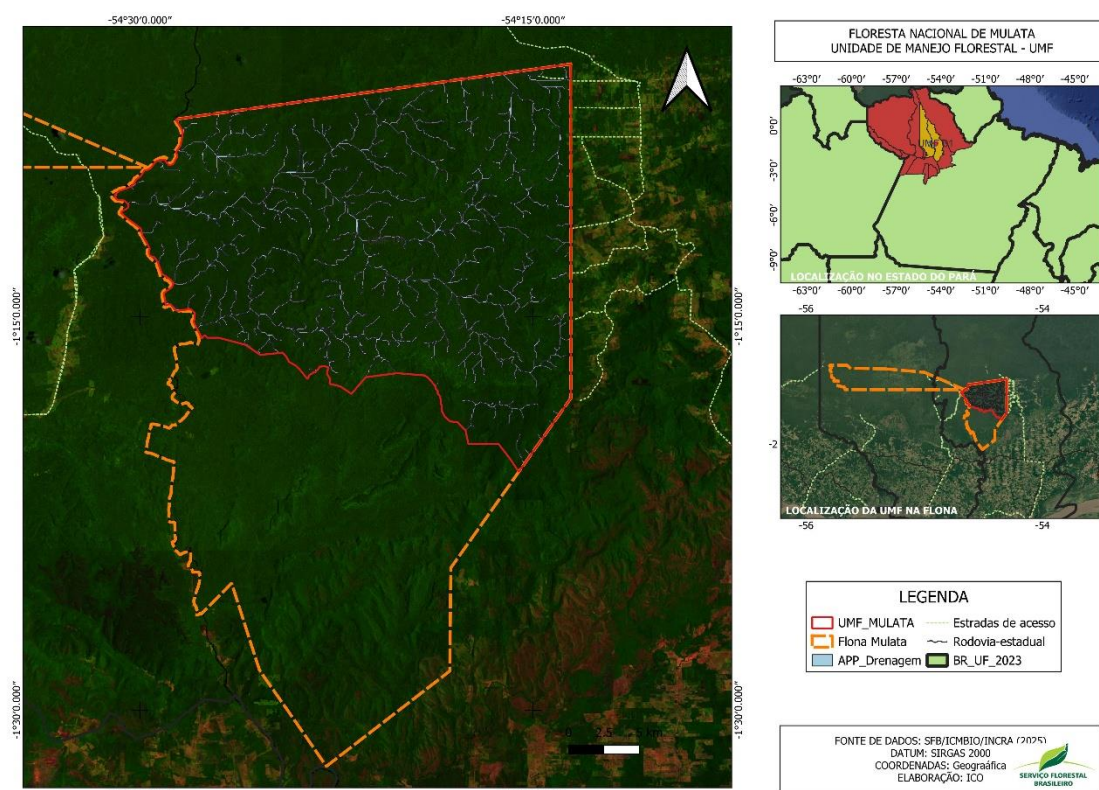 -54°30'0.000" -54°15'0.000"
-1°15'0.000" -1°15'0.000"
-1°30'0.000" -1°30'0.000"
0 2.5 5 km
FLORESTA NACIONAL DE MULATA
UNIDADE DE MANEJO FLORESTAL - UMF
-63°0' -60°0' -57°0' -54°0' -51°0' -48°0' -45°0'
0°0'
-3°0' -3°0'
-6°0' -6°0'
-9°0' -9°0'
LOCALIZAÇÃO NO ESTADO DO PARÁ
-63°0' -60°0' -57°0' -54°0' -51°0' -48°0' -45°0'
-56 -54
-2
LOCALIZAÇÃO DA UMF NA FLONA
-56 -54
LEGENDA
UMF_MULATA Estradas de acesso
Flona Mulata Rodovia-estadual
APP_Drenagem BR_UF_2023
FONTE DE DADOS: SFB/ICMBIO/INCRA (2025)
DATUM: SIRGAS 2000
COORDENADAS: Geograáfica
ELABORAÇÃO: ICO
SERVIÇO FLORESTAL
BRASILEIRO